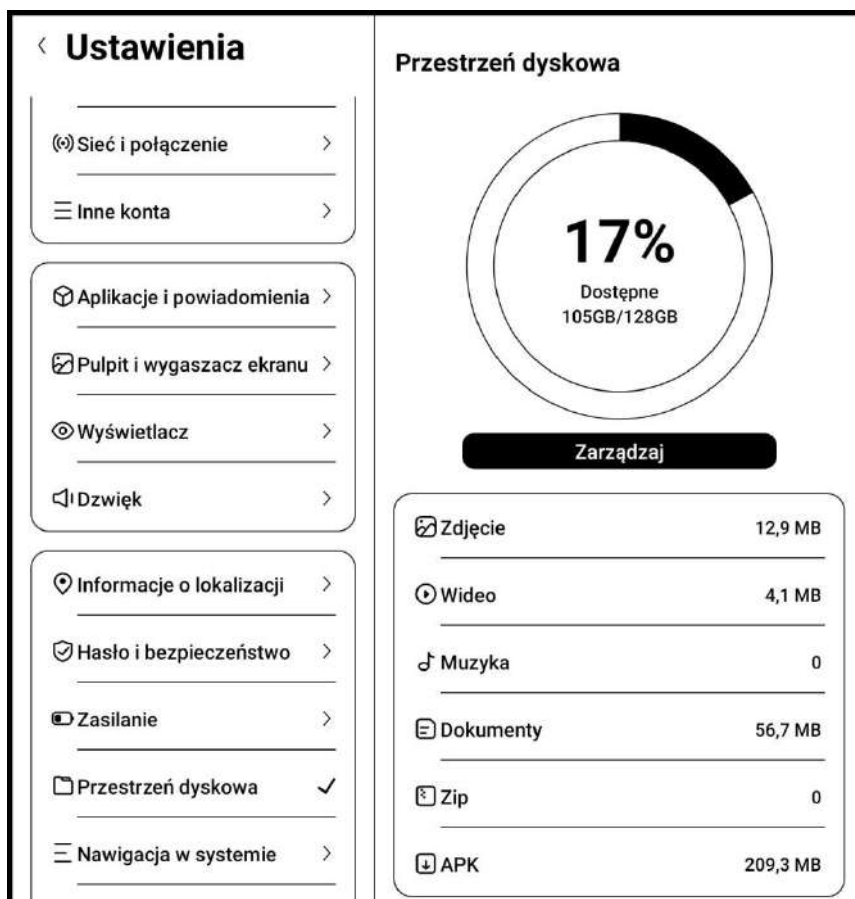 Ustawienia
Sieć i połączenie
Inne konta
Aplikacje i powiadomienia
Pulpit i wygaszacz ekranu
Wyświetlacz
Dzwięk
Informacje o lokalizacji
Hasło i bezpieczeństwo
Zasilanie
Przestrzeń dyskowa
Nawigacja w systemie
Przestrzeń dyskowa
17%
Dostępne
105GB/128GB
Zarządzaj
Zdjęcie 12,9 MB
Wideo 4,1 MB
Muzyka 0
Dokumenty 56,7 MB
Zip 0
APK 209,3 MB